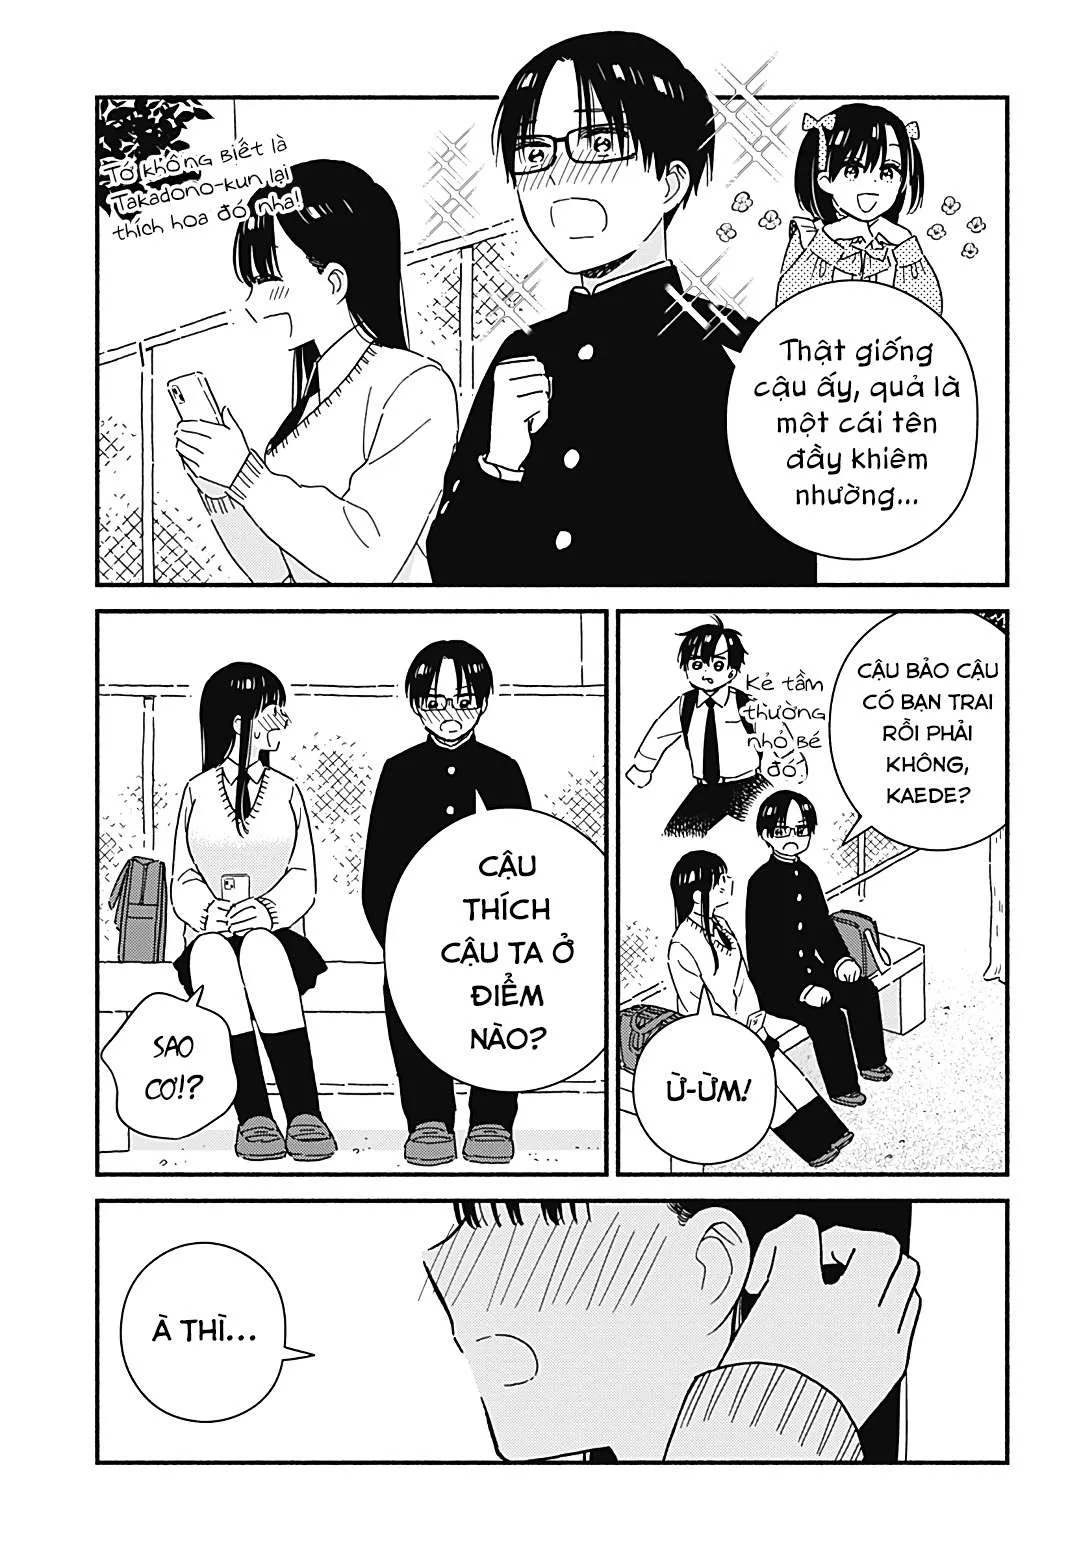 Tớ không biết là
Takadono-kun lại
thích hoa đó nha!
Thật giống
cậu ấy, quả là
một cái tên
đầy khiêm
nhường...
CẬU BẢO CẬU
CÓ BẠN TRAI
RỒI PHẢI
KHÔNG,
KAEDE?
Kẻ tầm
thường
nhỏ bé
đó.
Ừ-ỪM!
CẬU
THÍCH
CẬU TA Ở
ĐIỂM
NÀO?
SAO
CƠ!?
À THÌ...